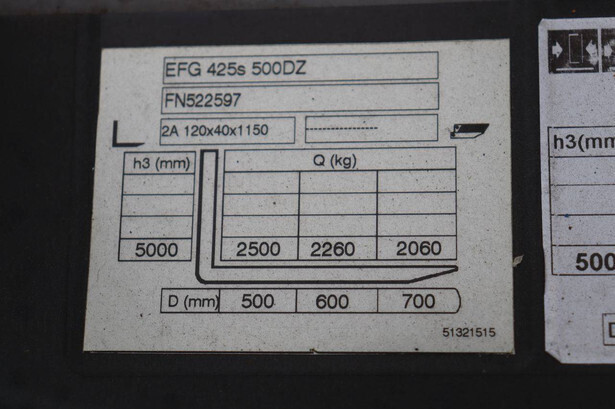 EFG 425s 500DZ
FN522597
2A 120x40x1150
h3 (mm) Q (kg)
5000 2500 2260 2060
D (mm) 500 600 700
51321515
h3(mm
500